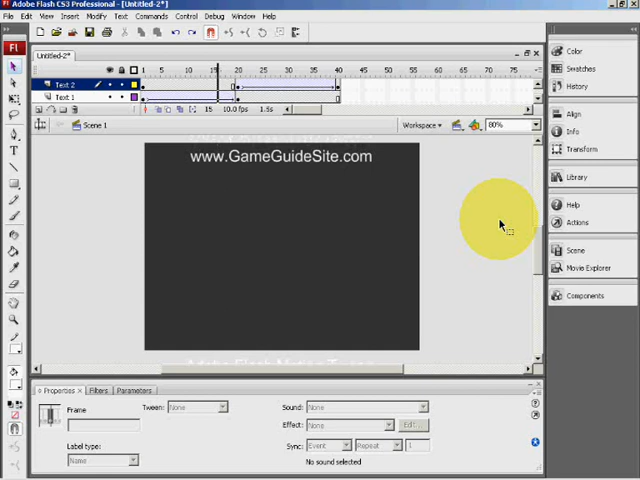 Adobe Flash CS3 Professional - [Untitled-2*]
File Edit View Insert Modify Text Commands Control Debug Window Help
Fl
Untitled-2*
1 5 10 15 20 25 30 35 40 45 50 55 60 65 70 75
Text 2
Text 1
15 10.0 fps 1.5s
Scene 1
Workspace
80%
www.GameGuideSite.com
Color
Swatches
History
Align
Info
Transform
Library
Help
Actions
Scene
Movie Explorer
Components
Properties Filters Parameters
Frame
Tween: None
Sound: None
Effect: None
Edit...
Label type:
Name
Sync: Event Repeat 1
No sound selected